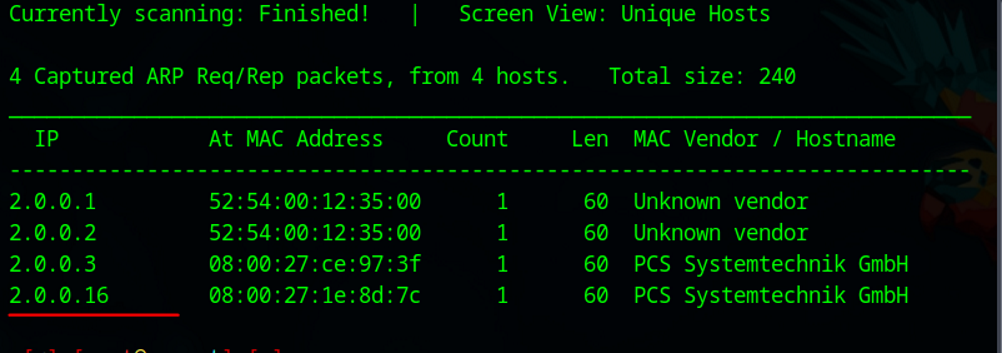 Currently scanning: Finished!   |   Screen View: Unique Hosts
4 Captured ARP Req/Rep packets, from 4 hosts.   Total size: 240
IP            At MAC Address     Count     Len  MAC Vendor / Hostname
2.0.0.1         52:54:00:12:35:00      1      60  Unknown vendor
2.0.0.2         52:54:00:12:35:00      1      60  Unknown vendor
2.0.0.3         08:00:27:ce:97:3f      1      60  PCS Systemtechnik GmbH
2.0.0.16        08:00:27:1e:8d:7c      1      60  PCS Systemtechnik GmbH